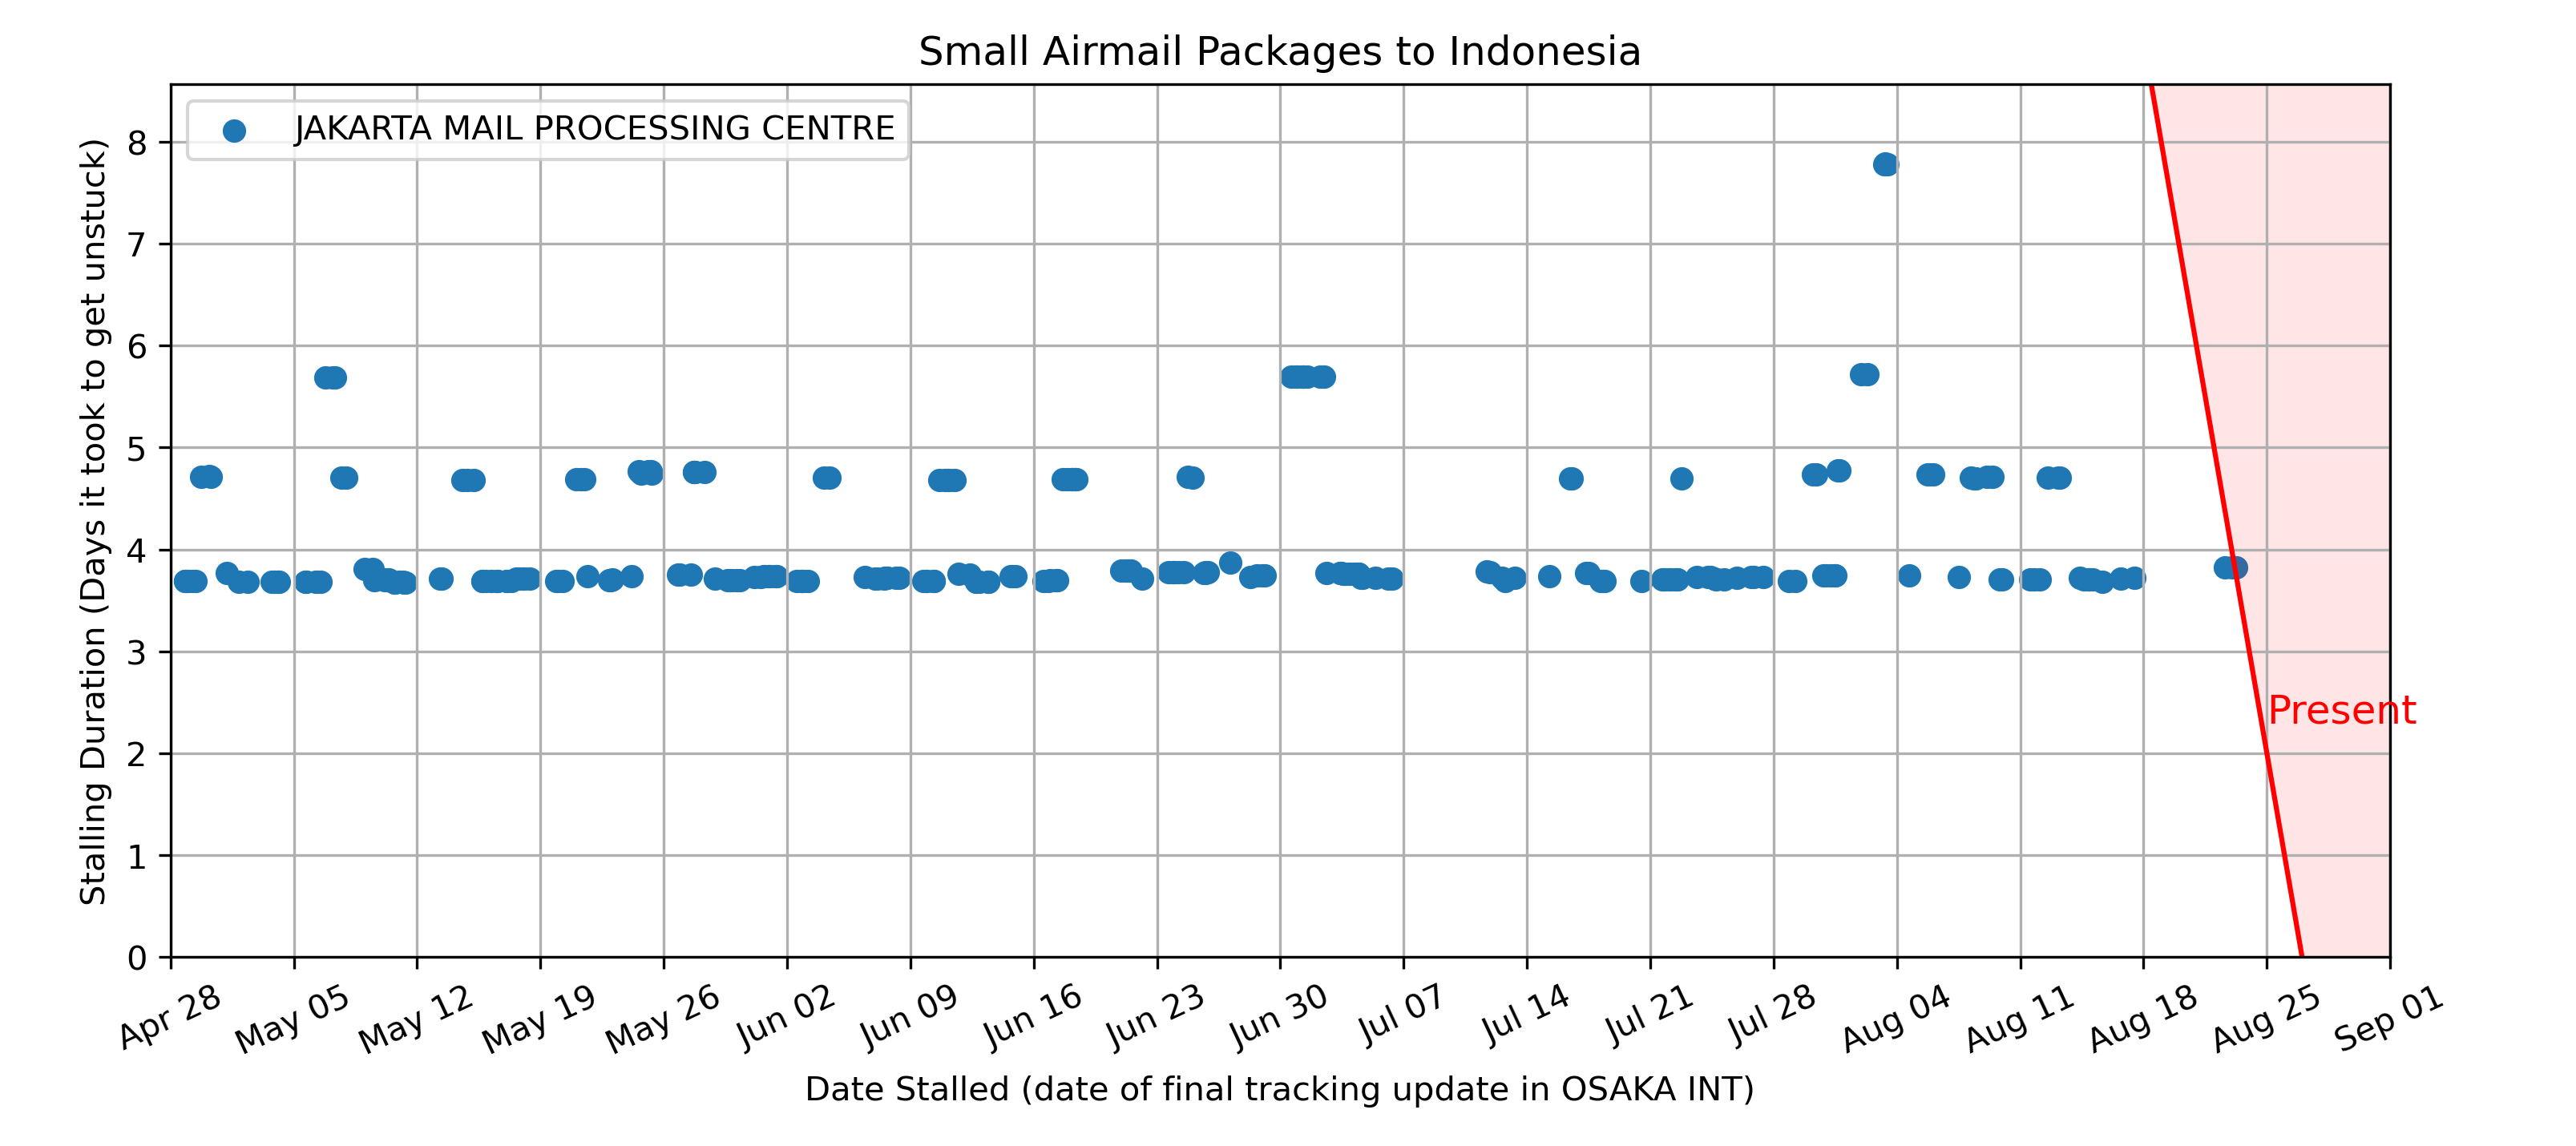 Small Airmail Packages to Indonesia
JAKARTA MAIL PROCESSING CENTRE
Stalling Duration (Days it took to get unstuck)
8
7
6
5
4
3
2
1
0
Present
Apr 28
May 05
May 12
May 19
May 26
Jun 02
Jun 09
Jun 16
Jun 23
Jun 30
Jul 07
Jul 14
Jul 21
Jul 28
Aug 04
Aug 11
Aug 18
Aug 25
Sep 01
Date Stalled (date of final tracking update in OSAKA INT)